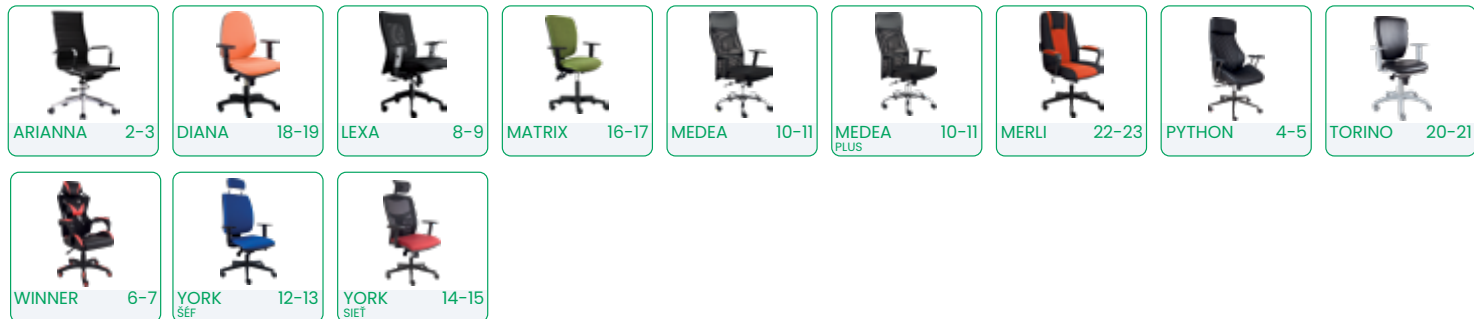 ARIANNA 2-3
DIANA 18-19
LEXA 8-9
MATRIX 16-17
MEDEA 10-11
MEDEA 10-11
PLUS
MERLI 22-23
PYTHON 4-5
TORINO 20-21
WINNER 6-7
YORK 12-13
ŠÉF
YORK 14-15
SIEŤ